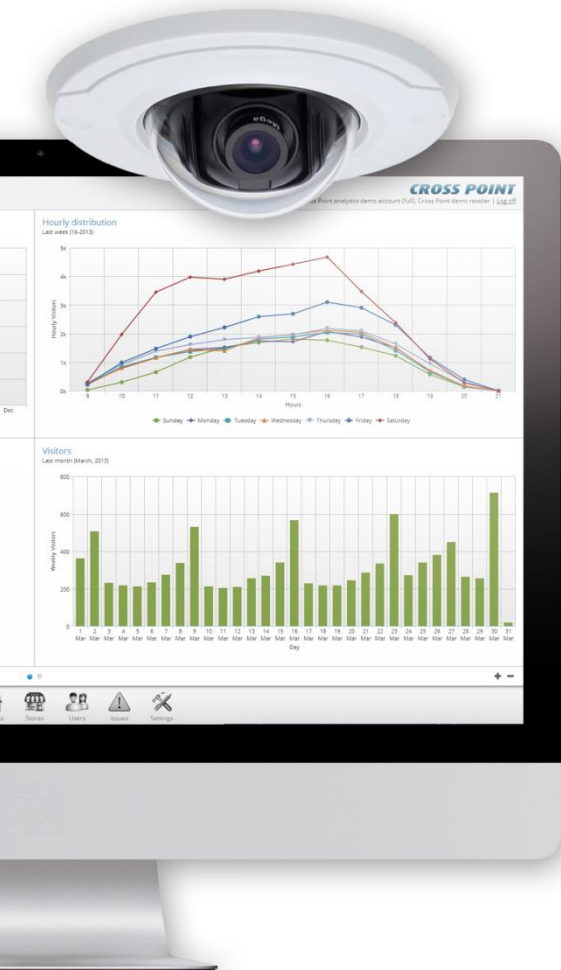 Mega
CROSS POINT
Point analytics demo account (full), Cross Point demo retailer | Log off
Hourly distribution
Last week (16-2013)
5k
4k
3k
2k
1k
0k
Hourly Visitors
9 10 11 12 13 14 15 16 17 18 19 20 21
Hours
Dec
Sunday Monday Tuesday Wednesday Thursday Friday Saturday
Visitors
Last month (March, 2013)
800
600
400
200
0
Weekly Visitors
1 2 3 4 5 6 7 8 9 10 11 12 13 14 15 16 17 18 19 20 21 22 23 24 25 26 27 28 29 30 31
Mar Mar Mar Mar Mar Mar Mar Mar Mar Mar Mar Mar Mar Mar Mar Mar Mar Mar Mar Mar Mar Mar Mar Mar Mar Mar Mar Mar Mar Mar Mar
Day
Stores Users Issues Settings